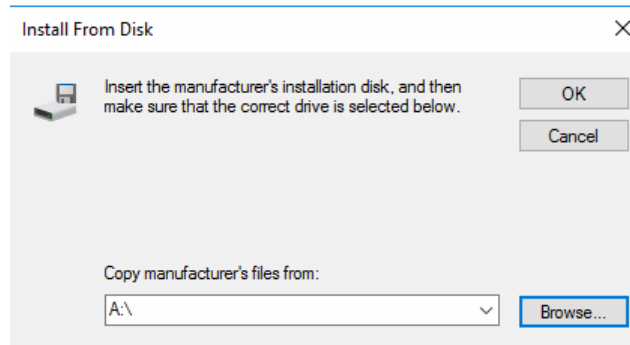 Install From Disk
Insert the manufacturer's installation disk, and then
make sure that the correct drive is selected below.
OK
Cancel
Copy manufacturer's files from:
A:\
Browse...